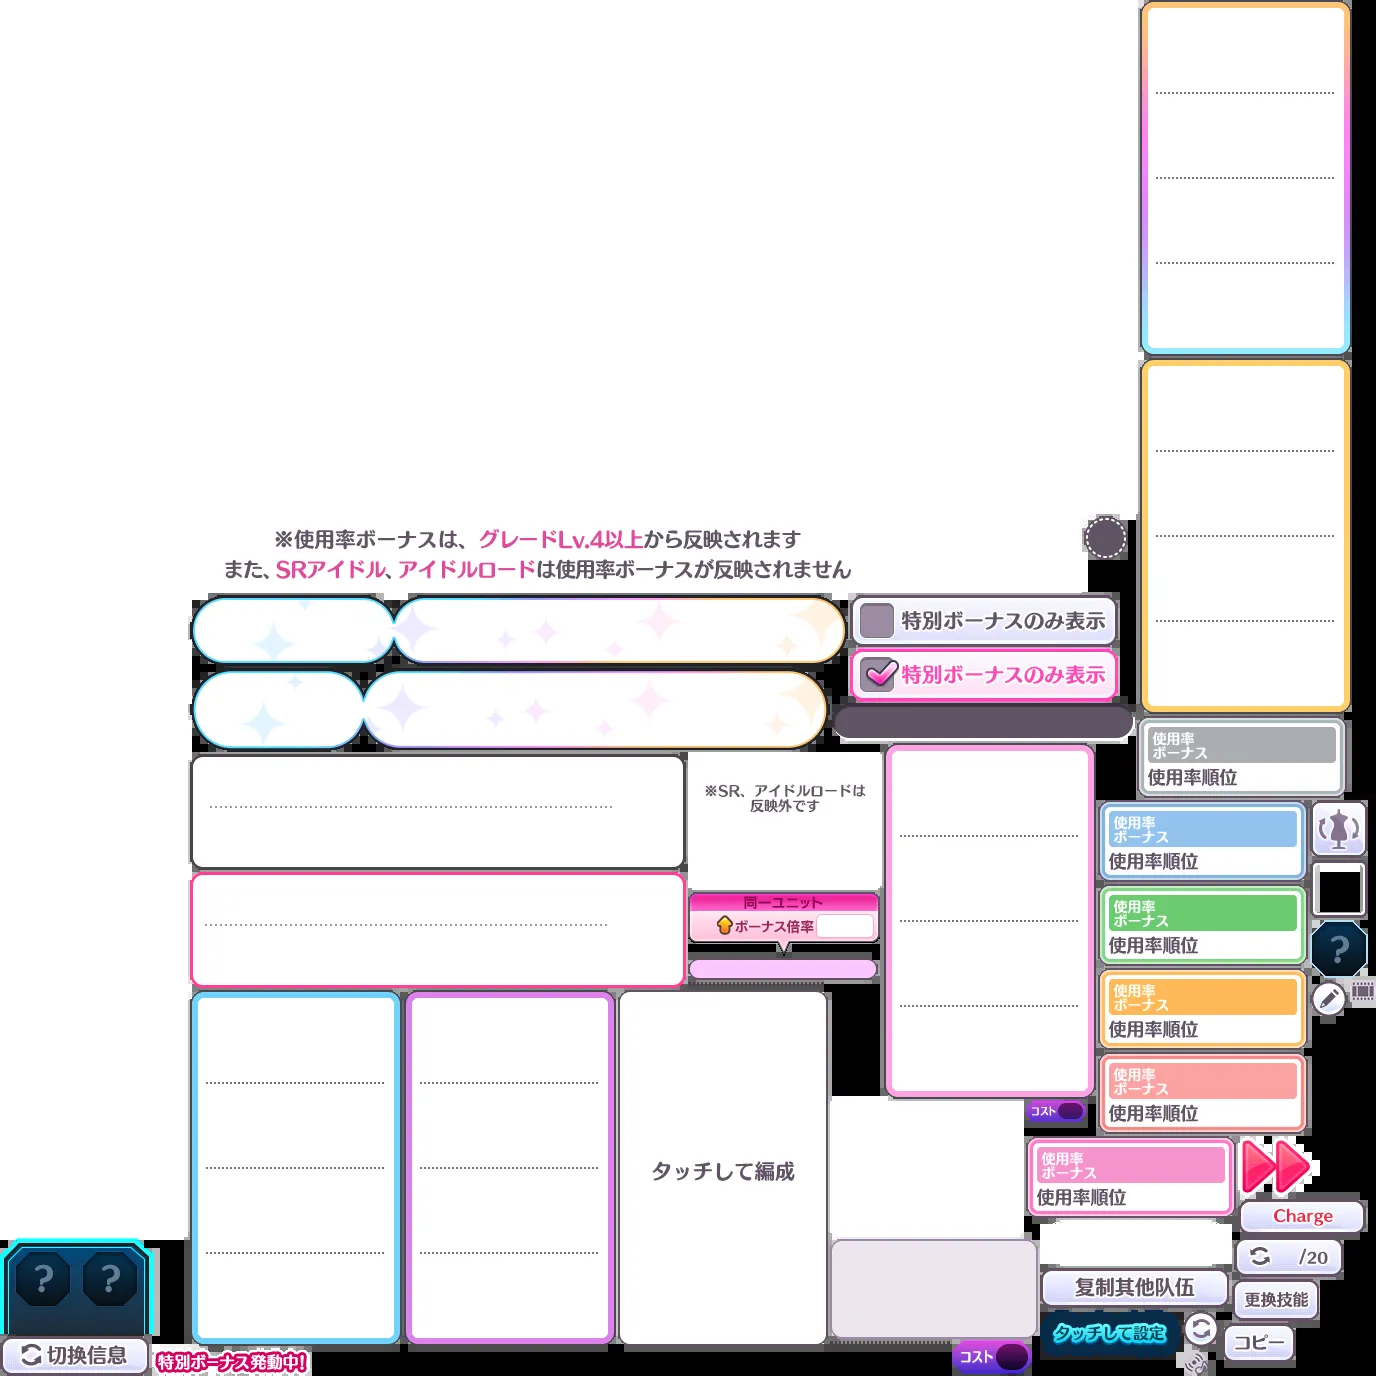 ※使用率ボーナスは、グレードLv.4以上から反映されます
また、SRアイドル、アイドルロードは使用率ボーナスが反映されません
特別ボーナスのみ表示
特別ボーナスのみ表示
使用率
ボーナス
使用率順位
※SR、アイドルロードは
反映外です
使用率
ボーナス
使用率順位
同一ユニット
ボーナス倍率
使用率
ボーナス
使用率順位
?
使用率
ボーナス
使用率順位
使用率
ボーナス
使用率順位
コスト
タッチして編成
使用率
ボーナス
使用率順位
Charge
/20
? ?
复制其他队伍
更换技能
タッチして設定
コピー
切换信息
特別ボーナス発動中!
コスト